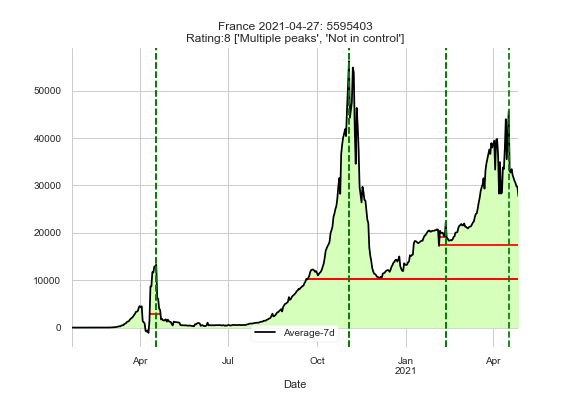 France 2021-04-27: 5595403
Rating:8 ['Multiple peaks', 'Not in control']
50000
40000
30000
20000
10000
0
Average-7d
Apr
Jul
Oct
Jan
2021
Apr
Date